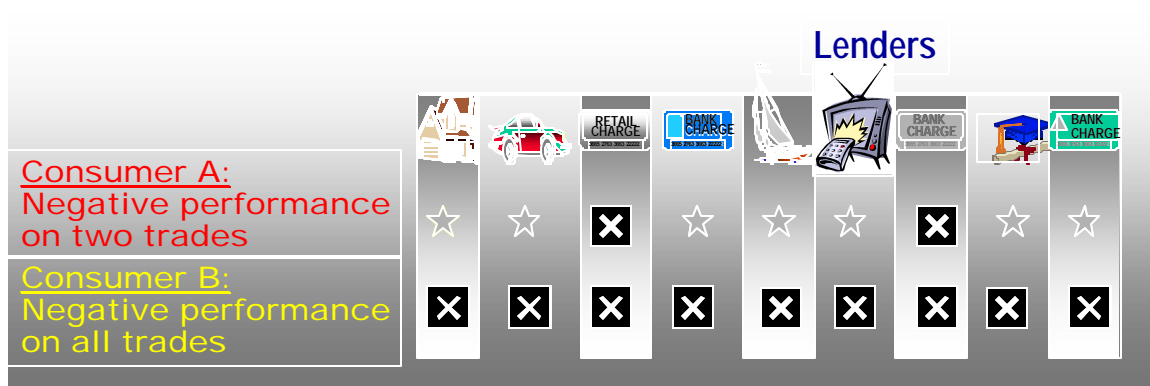 Lenders
RETAIL
CHARGE
BANK
CHARGE
BANK
CHARGE
BANK
CHARGE
Consumer A:
Negative performance
on two trades
Consumer B:
Negative performance
on all trades